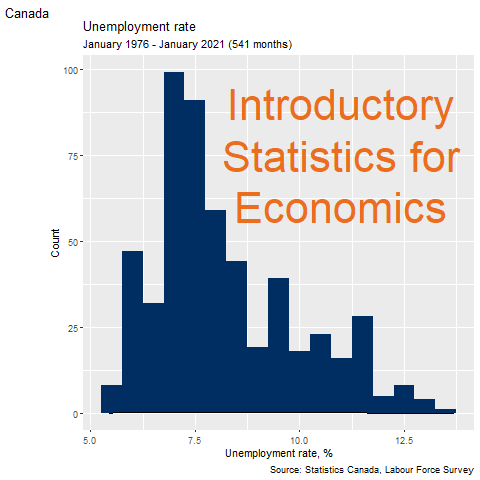 Canada
Unemployment rate
January 1976 - January 2021 (541 months)
Introductory
Statistics for
Economics
100
75
50
25
0
Count
5.0 7.5 10.0 12.5
Unemployment rate, %
Source: Statistics Canada, Labour Force Survey